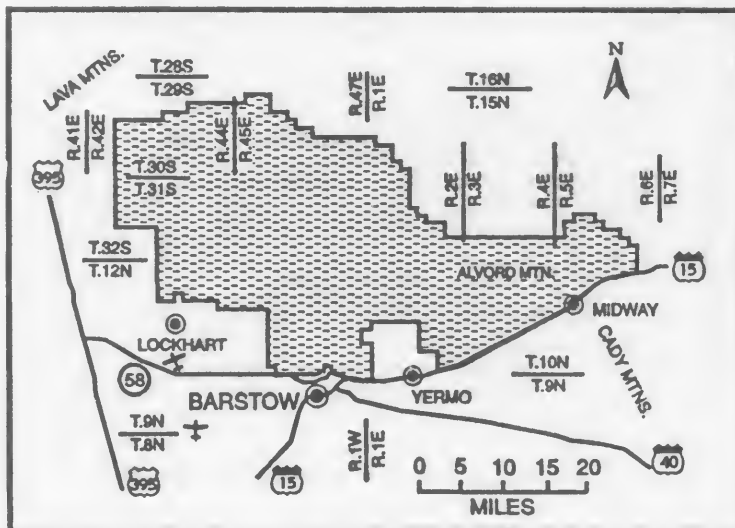 LAVA MTNS.
T.28S
T.29S
R.47E
R.1E
T.16N
T.15N
N
R.41E
R.42E
R.44E
R.45E
395
T.30S
T.31S
R.2E
R.3E
R.4E
R.5E
R.6E
R.7E
T.32S
T.12N
ALVORD MTN.
15
MIDWAY
LOCKHART
CADY MTNS.
58
T.10N
T.9N
BARSTOW
YERMO
T.9N
T.8N
R.1W
R.1E
395
15
0 5 10 15 20
MILES
40